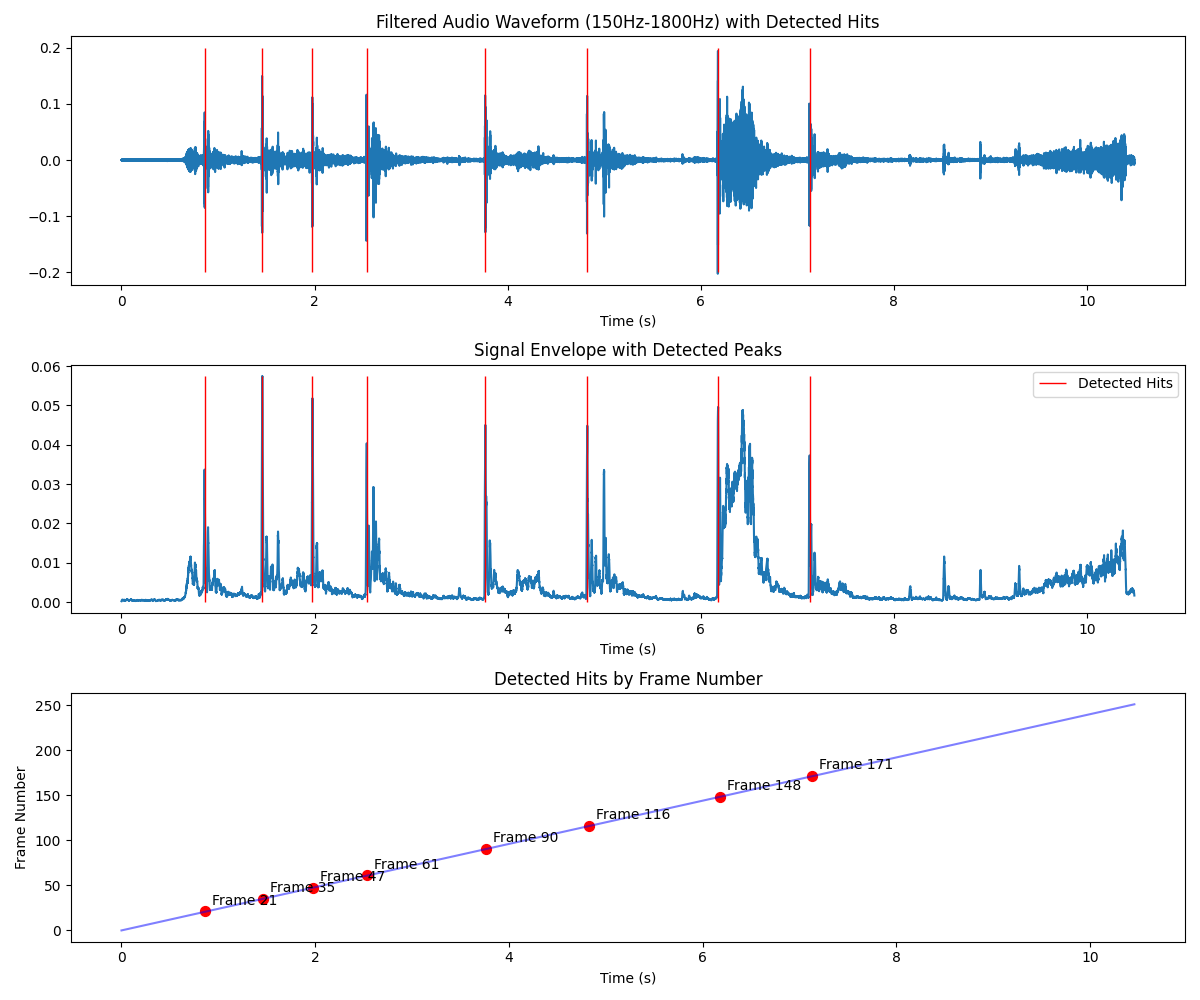 Filtered Audio Waveform (150Hz-1800Hz) with Detected Hits
0.2
0.1
0.0
−0.1
−0.2
0 2 4 6 8 10
Time (s)
Signal Envelope with Detected Peaks
0.06
0.05
0.04
0.03
0.02
0.01
0.00
Detected Hits
0 2 4 6 8 10
Time (s)
Detected Hits by Frame Number
Frame Number
250
200
150
100
50
0
Frame 21
Frame 35
Frame 47
Frame 61
Frame 90
Frame 116
Frame 148
Frame 171
0 2 4 6 8 10
Time (s)